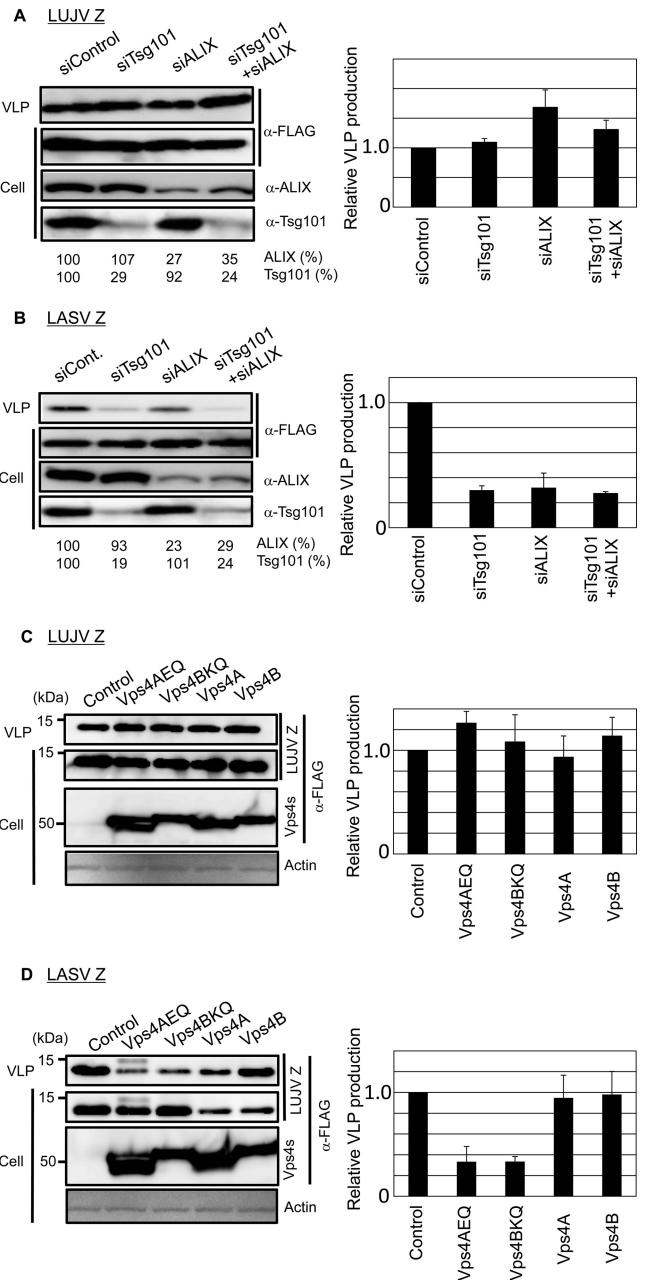 A LUJV Z
siControl siTsg101 siALIX siTsg101 +siALIX
VLP
α-FLAG
Cell
α-ALIX
α-Tsg101
100 107 27 35 ALIX (%)
100 29 92 24 Tsg101 (%)
Relative VLP production
1.0
0
siControl siTsg101 siALIX siTsg101 +siALIX
B LASV Z
siCont. siTsg101 siALIX siTsg101 +siALIX
VLP
α-FLAG
Cell
α-ALIX
α-Tsg101
100 93 23 29 ALIX (%)
100 19 101 24 Tsg101 (%)
Relative VLP production
1.0
0
siControl siTsg101 siALIX siTsg101 +siALIX
C LUJV Z
(kDa) Control Vps4AEQ Vps4BKQ Vps4A Vps4B
15
VLP
15
LUJV Z
α-FLAG
Cell
50
Vps4s
Actin
Relative VLP production
1.0
0
Control Vps4AEQ Vps4BKQ Vps4A Vps4B
D LASV Z
(kDa) Control Vps4AEQ Vps4BKQ Vps4A Vps4B
15
VLP
15
LUJV Z
α-FLAG
Cell
50
Vps4s
Actin
Relative VLP production
1.0
0
Control Vps4AEQ Vps4BKQ Vps4A Vps4B